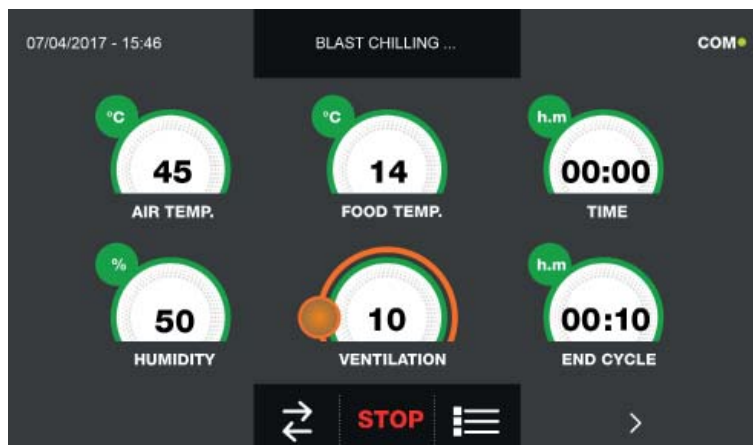 07/04/2017 - 15:46
BLAST CHILLING ...
COM
°C
45
AIR TEMP.
°C
14
FOOD TEMP.
h.m
00:00
TIME
%
50
HUMIDITY
10
VENTILATION
h.m
00:10
END CYCLE
STOP